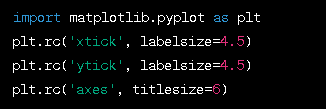 import matplotlib.pyplot as plt
plt.rc('xtick', labelsize=4.5)
plt.rc('ytick', labelsize=4.5)
plt.rc('axes', titlesize=6)